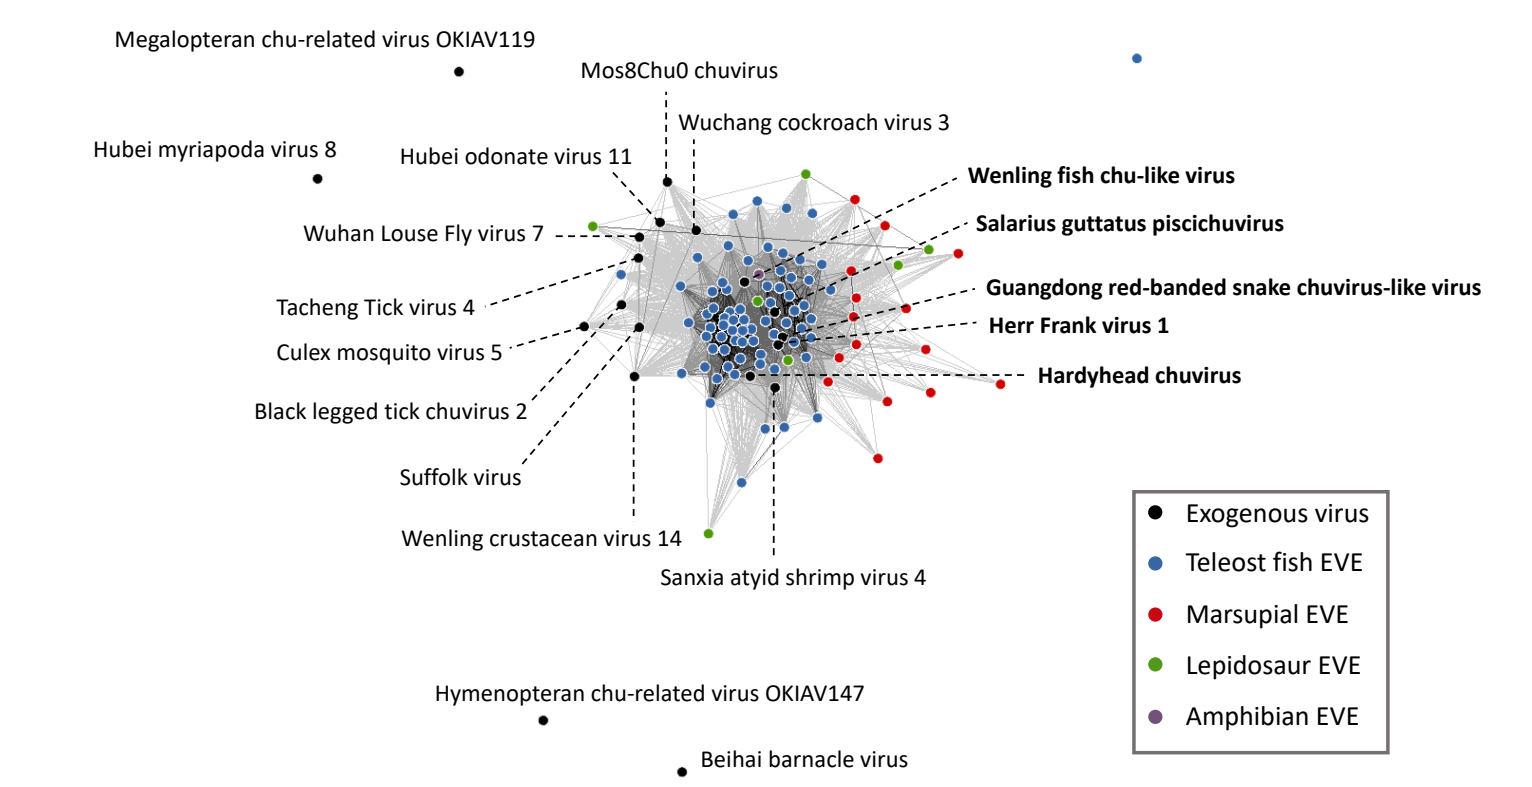 Megalopteran chu-related virus OKIAV119
Mos8Chu0 chuvirus
Wuchang cockroach virus 3
Hubei myriapoda virus 8
Hubei odonate virus 11
Wenling fish chu-like virus
Salarius guttatus piscichuvirus
Wuhan Louse Fly virus 7
Guangdong red-banded snake chuvirus-like virus
Tacheng Tick virus 4
Herr Frank virus 1
Culex mosquito virus 5
Hardyhead chuvirus
Black legged tick chuvirus 2
Suffolk virus
Wenling crustacean virus 14
Sanxia atyid shrimp virus 4
Exogenous virus
Teleost fish EVE
Marsupial EVE
Lepidosaur EVE
Amphibian EVE
Hymenopteran chu-related virus OKIAV147
Beihai barnacle virus